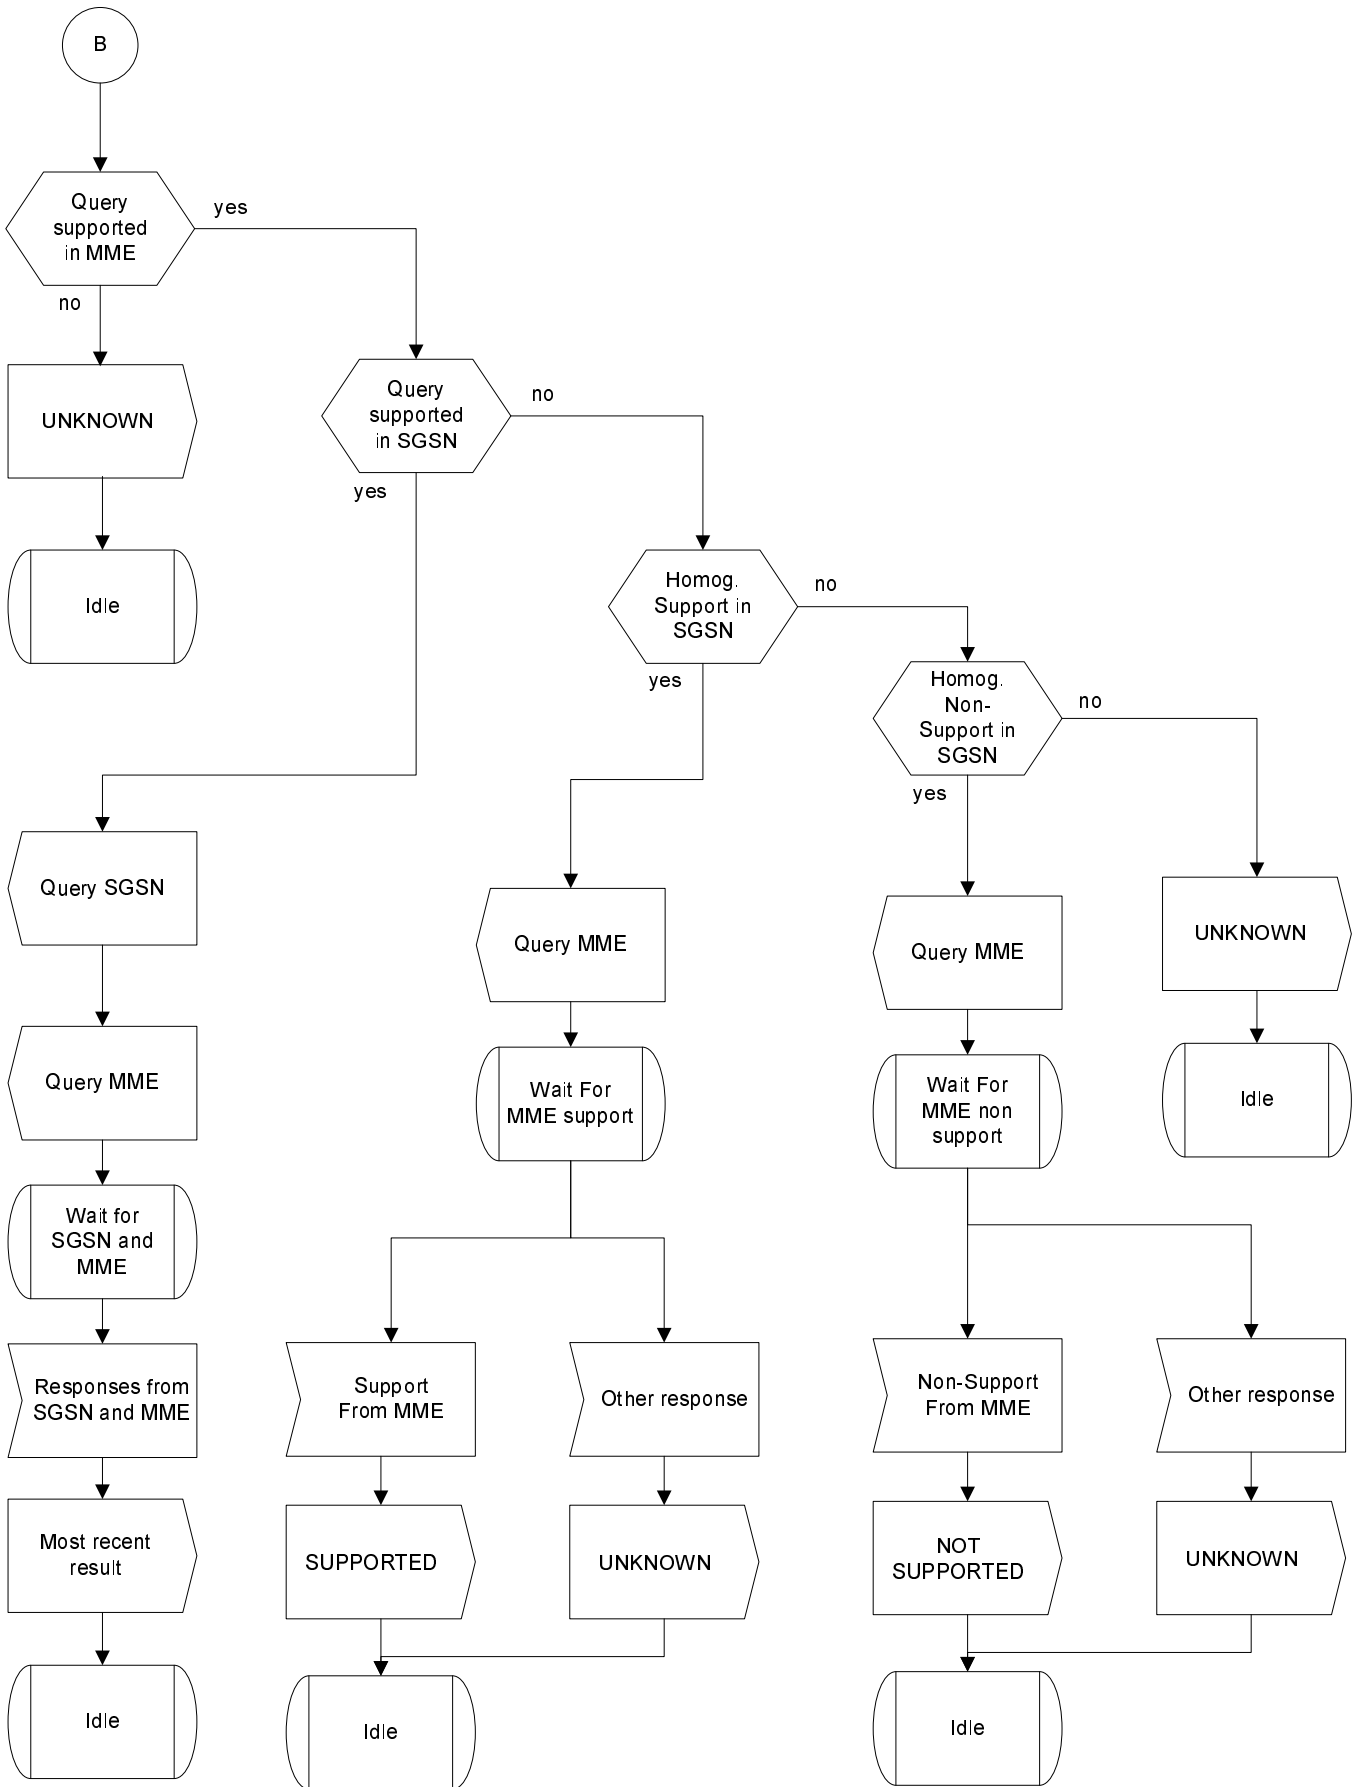 B
Query
supported
in MME
yes
no
UNKNOWN
Idle
Query
supported
in SGSN
no
yes
Homog.
Support in
SGSN
no
yes
Homog.
Non-
Support in
SGSN
no
yes
Query SGSN
Query MME
Query MME
UNKNOWN
Query MME
Wait For
MME support
Wait For
MME non
support
Idle
Wait for
SGSN and
MME
Responses from
SGSN and MME
Support
From MME
Other response
Non-Support
From MME
Other response
Most recent
result
SUPPORTED
UNKNOWN
NOT
SUPPORTED
UNKNOWN
Idle
Idle
Idle